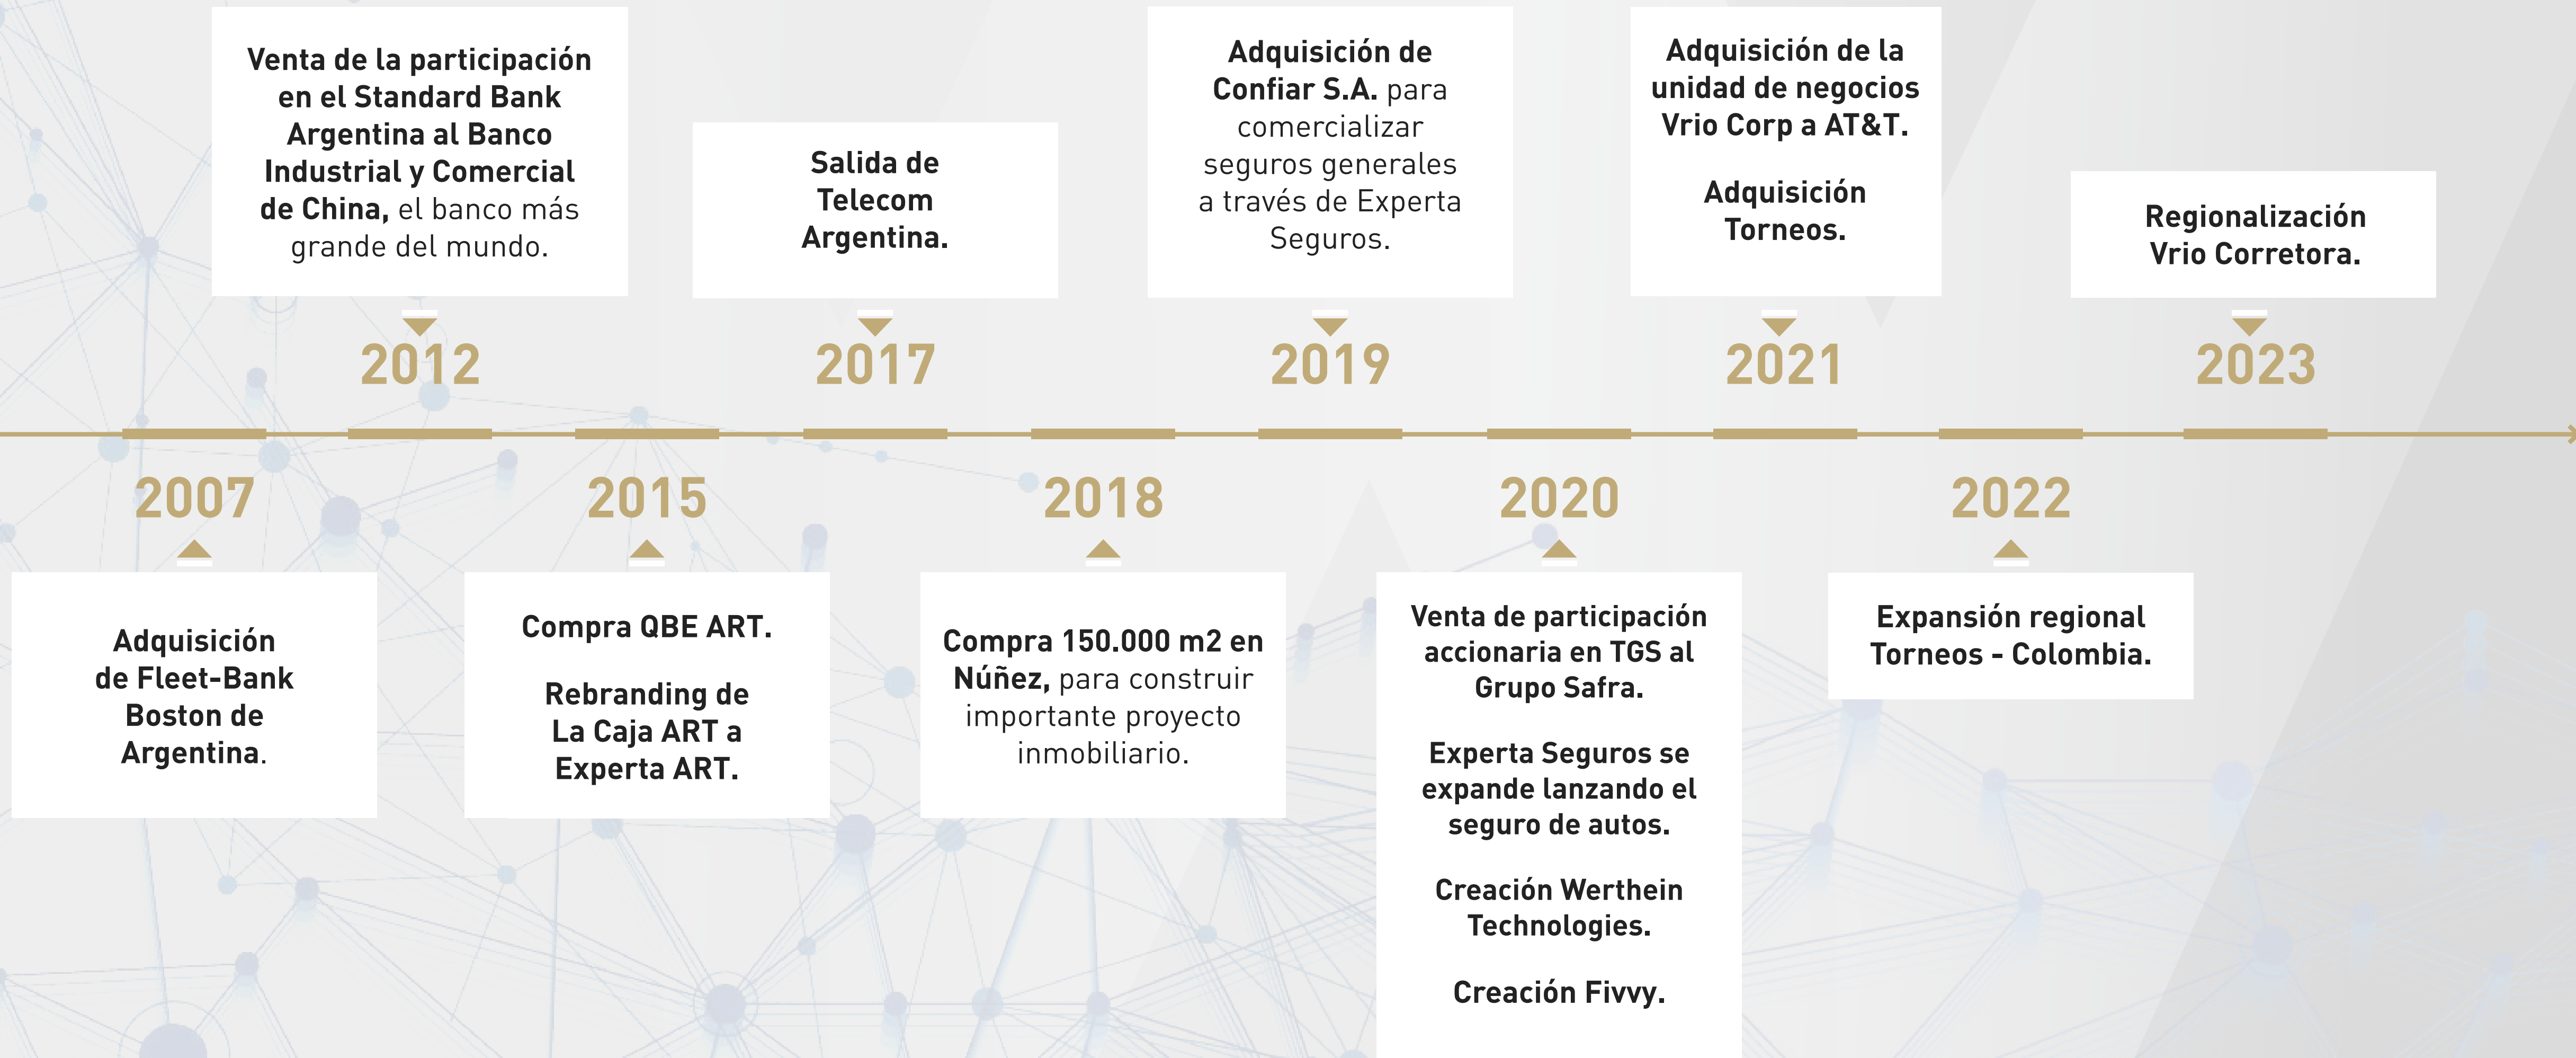 Venta de la participación
en el Standard Bank
Argentina al Banco
Industrial y Comercial
de China, el banco más
grande del mundo.
2012
Salida de
Telecom
Argentina.
2017
Adquisición de
Confiar S.A. para
comercializar
seguros generales
a través de Experta
Seguros.
2019
Adquisición de la
unidad de negocios
Vrio Corp a AT&T.
Adquisición
Torneos.
2021
Regionalización
Vrio Corretora.
2023
2007
Adquisición
de Fleet-Bank
Boston de
Argentina.
2015
Compra QBE ART.
Rebranding de
La Caja ART a
Experta ART.
2018
Compra 150.000 m2 en
Núñez, para construir
importante proyecto
inmobiliario.
2020
Venta de participación
accionaria en TGS al
Grupo Safra.
Experta Seguros se
expande lanzando el
seguro de autos.
Creación Werthein
Technologies.
Creación Fivvy.
2022
Expansión regional
Torneos - Colombia.